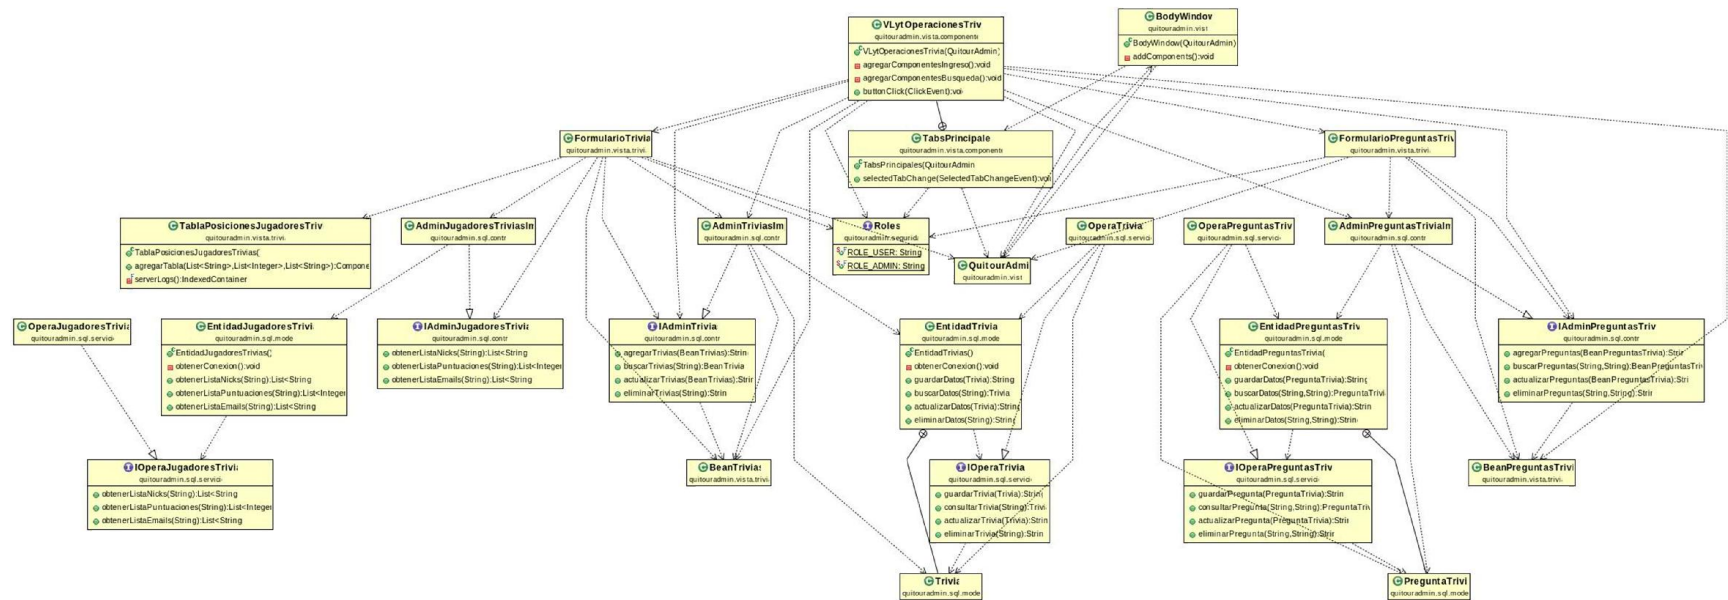 VLytOperacionesTriv
quitouradmin.vista.componente
VLytOperacionesTrivia(QuitourAdmin)
agregarComponentesIngreso():void
agregarComponentesBusqueda():void
buttonClick(ClickEvent):voi
BodyWindow
quitouradmin.vist
BodyWindow(QuitourAdmin)
addComponents():void
FormularioTrivia
quitouradmin.vista.trivi.
TabsPrincipale
quitouradmin.vista.componente
TabsPrincipales(QuitourAdmin
selectedTabChange(SelectedTabChangeEvent):voi
FormularioPreguntasTriv
quitouradmin.vista.trivi.
TablaPosicionesJugadoresTriv
quitouradmin.vista.trivi.
TablaPosicionesJugadoresTrivias(
agregarTabla(List<String>,List<Integer>,List<String>):Compone
serverLogs():IndexedContainer
AdminJugadoresTriviasIm
quitouradmin.sql.contr
AdminTriviasIm
quitouradmin.sql.contr
Roles
quitouradmin.segurid
ROLE_USER: String
ROLE_ADMIN: String
QuitourAdmi
quitouradmin.vist
OperaTrivia
quitouradmin.sql.servici
OperaPreguntasTriv
quitouradmin.sql.servici
AdminPreguntasTriviaIm
quitouradmin.sql.contr
OperaJugadoresTrivia
quitouradmin.sql.servici
EntidadJugadoresTrivi
quitouradmin.sql.mode
EntidadJugadoresTrivias()
obtenerConexion():void
obtenerListaNicks(String):List<String
obtenerListaPuntuaciones(String):List<Integer
obtenerListaEmails(String):List<String
IAdminJugadoresTrivia
quitouradmin.sql.contr
obtenerListaNicks(String):List<String
obtenerListaPuntuaciones(String):List<Integer
obtenerListaEmails(String):List<String
IAdminTrivia
quitouradmin.sql.contr
agregarTrivias(BeanTrivias):Strin
buscarTrivias(String):BeanTrivia
actualizarTrivias(BeanTrivias):Strin
eliminarTrivias(String):Strin
EntidadTrivia
quitouradmin.sql.mode
EntidadTrivias()
obtenerConexion():void
guardarDatos(Trivia):String
buscarDatos(String):Trivia
actualizarDatos(Trivia):String
eliminarDatos(String):String
EntidadPreguntasTriv
quitouradmin.sql.mode
EntidadPreguntasTrivia(
obtenerConexion():void
guardarDatos(PreguntaTrivia):String
buscarDatos(String,String):PreguntaTrivi
actualizarDatos(PreguntaTrivia):Strin
eliminarDatos(String,String):Strin
IAdminPreguntasTriv
quitouradmin.sql.contr
agregarPreguntas(BeanPreguntasTrivia):Stri
buscarPreguntas(String,String):BeanPreguntasTrivi
actualizarPreguntas(BeanPreguntasTrivia):Stri
eliminarPreguntas(String,String):Strin
IOperaJugadoresTrivia
quitouradmin.sql.servici
obtenerListaNicks(String):List<String
obtenerListaPuntuaciones(String):List<Integer
obtenerListaEmails(String):List<String
BeanTrivias
quitouradmin.vista.trivi.
IOperaTrivia
quitouradmin.sql.servici
guardarTrivia(Trivia):Strin
consultarTrivia(String):Trivi
actualizarTrivia(Trivia):Strin
eliminarTrivia(String):Strin
IOperaPreguntasTriv
quitouradmin.sql.servici
guardarPregunta(PreguntaTrivia):Strin
consultarPregunta(String,String):PreguntaTrivi
actualizarPregunta(PreguntaTrivia):Strin
eliminarPregunta(String,String):Strin
BeanPreguntasTrivi
quitouradmin.vista.trivi.
Trivia
quitouradmin.sql.mode
PreguntaTrivi
quitouradmin.sql.mode